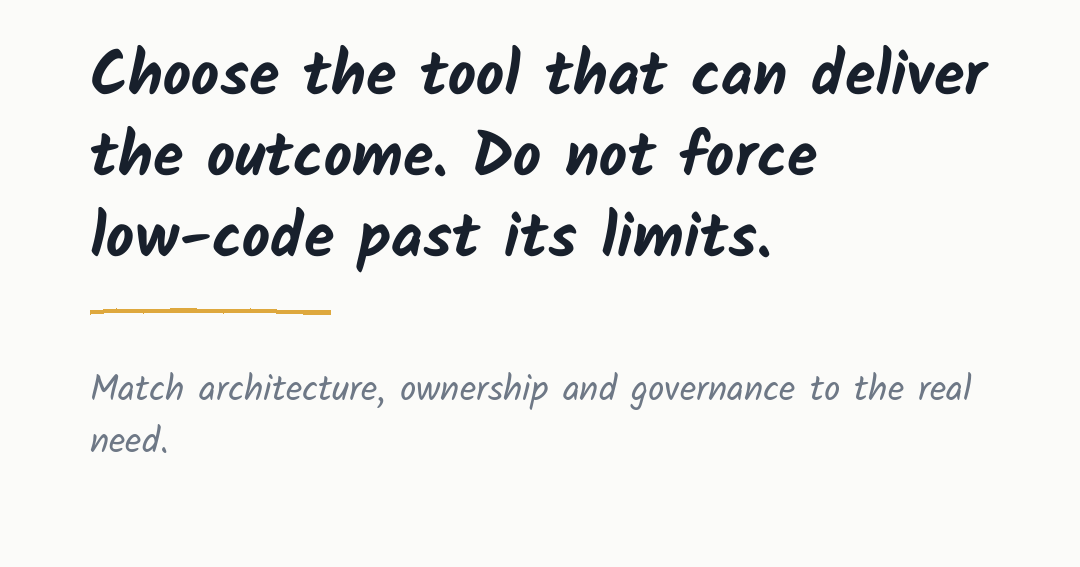 Choose the tool that can deliver
the outcome. Do not force
low-code past its limits.
Match architecture, ownership and governance to the real
need.